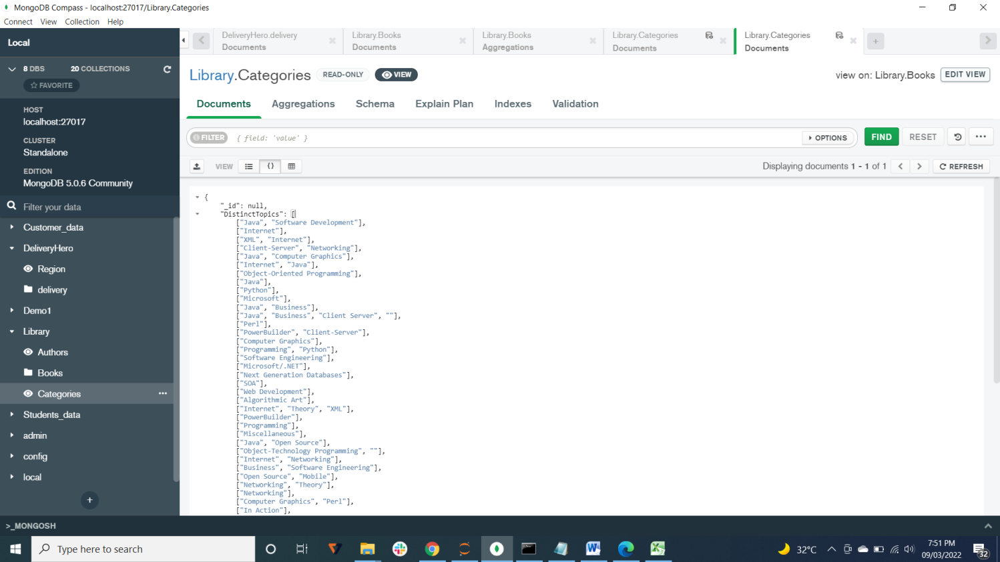 MongoDB Compass - localhost:27017/Library.Categories
Connect View Collection Help
Local
8 DBS 20 COLLECTIONS
FAVORITE
HOST
localhost:27017
CLUSTER
Standalone
EDITION
MongoDB 5.0.6 Community
Filter your data
Customer_data
DeliveryHero
Region
delivery
Demo1
Library
Authors
Books
Categories
Students_data
admin
config
local
DeliveryHero.delivery
Documents
Library.Books
Documents
Library.Books
Aggregations
Library.Categories
Documents
Library.Categories
Documents
Library.Categories READ-ONLY VIEW
view on: Library.Books EDIT VIEW
Documents Aggregations Schema Explain Plan Indexes Validation
FILTER { field: 'value' } OPTIONS FIND RESET
VIEW {} Displaying documents 1 - 1 of 1 REFRESH
{
"_id": null,
"DistinctTopics": [
["Java", "Software Development"],
["Internet"],
["XML", "Internet"],
["Client-Server", "Networking"],
["Java", "Computer Graphics"],
["Internet", "Java"],
["Object-Oriented Programming"],
["Java"],
["Python"],
["Microsoft"],
["Java", "Business"],
["Java", "Business", "Client Server", ""],
["Perl"],
["PowerBuilder", "Client-Server"],
["Computer Graphics"],
["Programming", "Python"],
["Software Engineering"],
["Microsoft/.NET"],
["Next Generation Databases"],
["SOA"],
["Web Development"],
["Algorithmic Art"],
["Internet", "Theory", "XML"],
["PowerBuilder"],
["Programming"],
["Miscellaneous"],
["Java", "Open Source"],
["Object-Technology Programming", ""],
["Internet", "Networking"],
["Business", "Software Engineering"],
["Open Source", "Mobile"],
["Networking", "Theory"],
["Networking"],
["Computer Graphics", "Perl"],
["In Action"],
>_MONGOSH
Type here to search
32°C
7:51 PM
09/03/2022
32